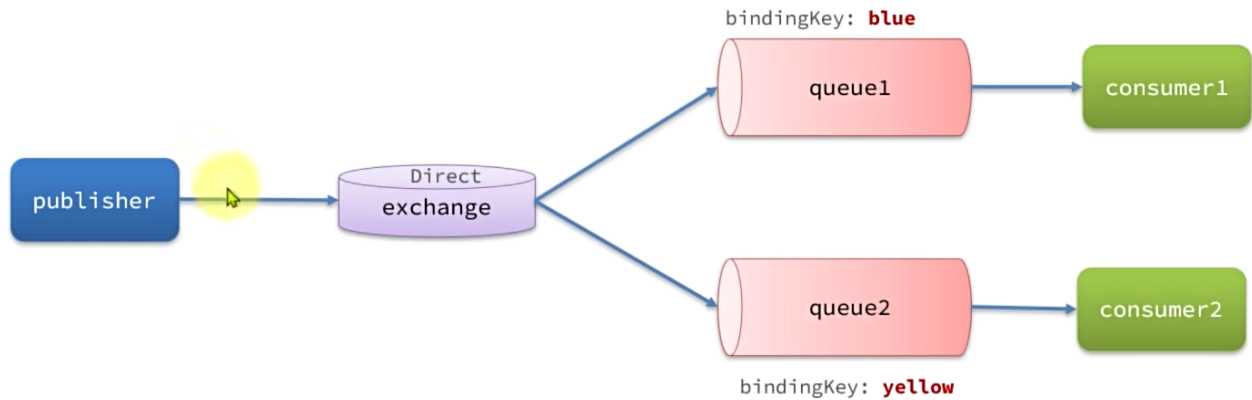 bindingKey: blue
queue1
consumer1
publisher
Direct
exchange
queue2
consumer2
bindingKey: yellow